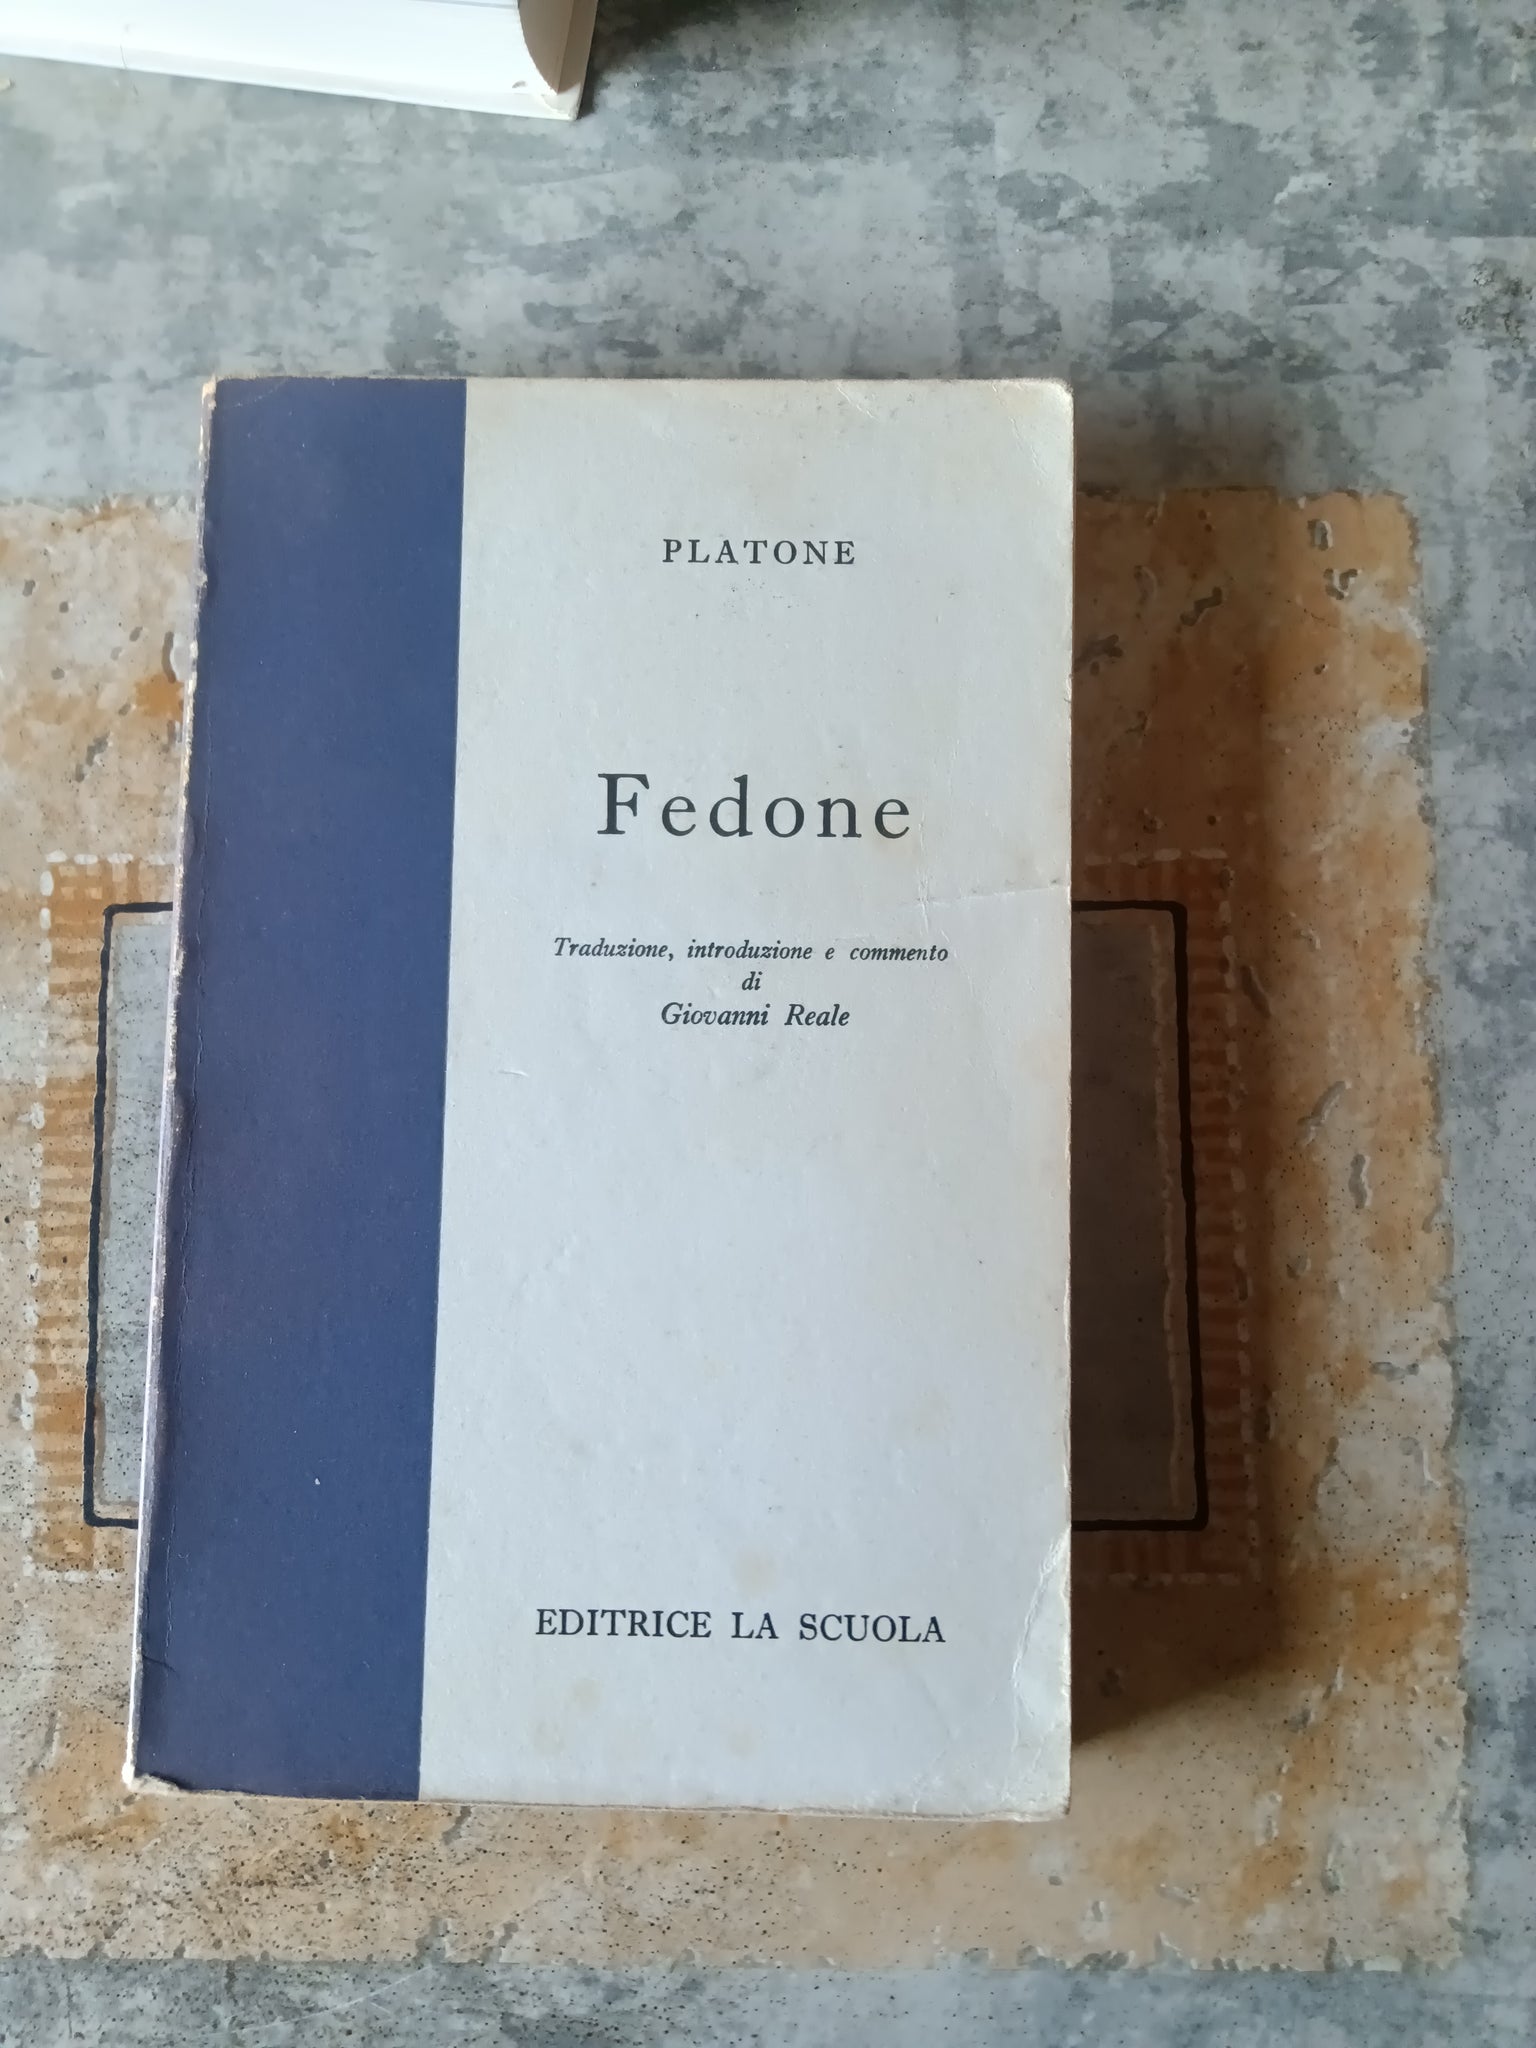 PLATONE
Fedone
Traduzione, introduzione e commento
di
Giovanni Reale
EDITRICE LA SCUOLA